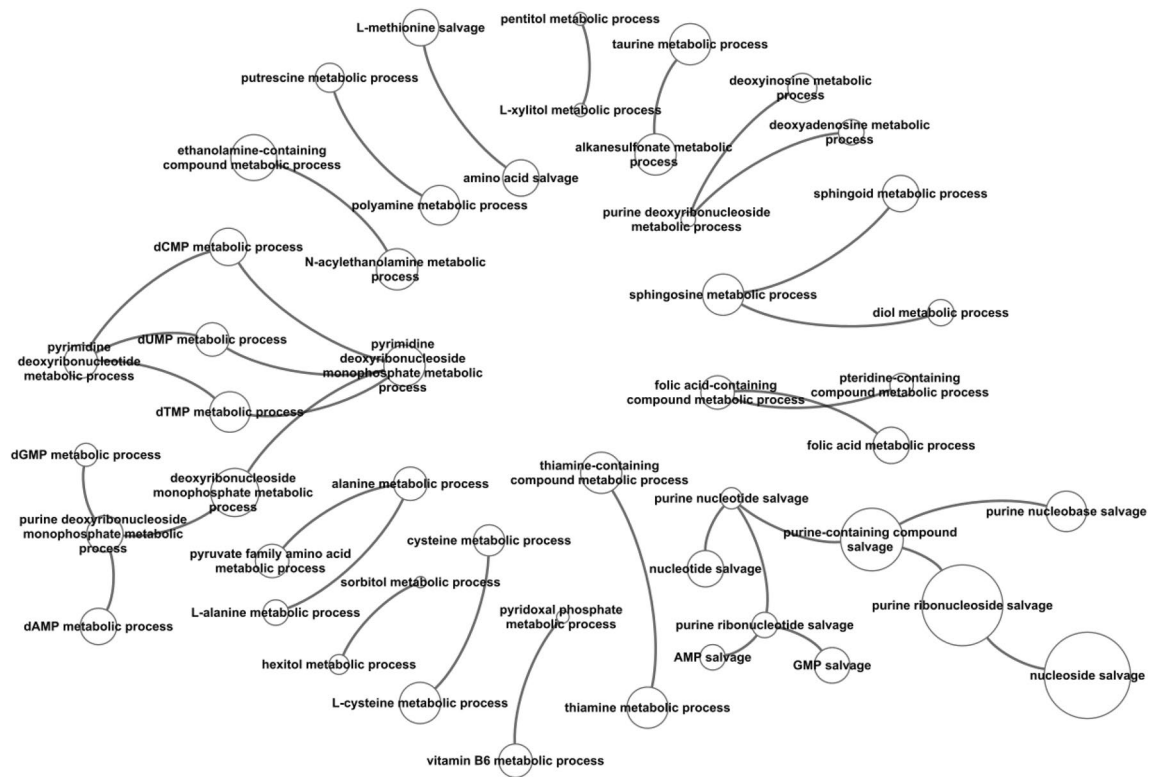 pentitol metabolic process
L-methionine salvage
taurine metabolic process
putrescine metabolic process
deoxyinosine metabolic
process
L-xylitol metabolic process
deoxyadenosine metabolic
process
ethanolamine-containing
compound metabolic process
alkanesulfonate metabolic
process
amino acid salvage
sphingoid metabolic process
polyamine metabolic process
purine deoxyribonucleoside
metabolic process
dCMP metabolic process
N-acylethanolamine metabolic
process
sphingosine metabolic process
diol metabolic process
pyrimidine
deoxyribonucleotide
metabolic process
dUMP metabolic process
pyrimidine
deoxyribonucleoside
monophosphate metabolic
process
folic acid-containing
compound metabolic process
pteridine-containing
compound metabolic process
dTMP metabolic process
folic acid metabolic process
dGMP metabolic process
deoxyribonucleoside
monophosphate metabolic
process
alanine metabolic process
thiamine-containing
compound metabolic process
purine nucleotide salvage
purine nucleobase salvage
purine deoxyribonucleoside
monophosphate metabolic
process
cysteine metabolic process
purine-containing compound
salvage
pyruvate family amino acid
metabolic process
nucleotide salvage
sorbitol metabolic process
L-alanine metabolic process
pyridoxal phosphate
metabolic process
purine ribonucleoside salvage
dAMP metabolic process
purine ribonucleotide salvage
hexitol metabolic process
AMP salvage
GMP salvage
nucleoside salvage
L-cysteine metabolic process
thiamine metabolic process
vitamin B6 metabolic process